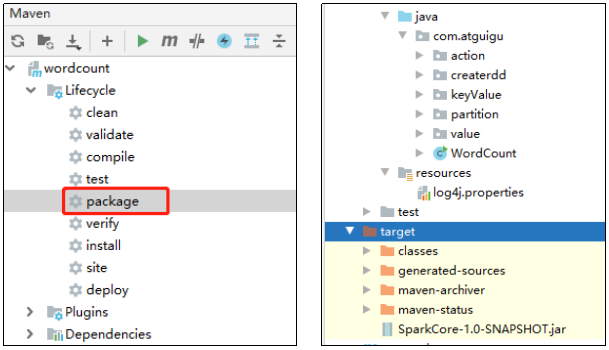 Maven
wordcount
Lifecycle
clean
validate
compile
test
package
verify
install
site
deploy
Plugins
Dependencies
java
com.atguigu
action
createrdd
keyValue
partition
value
WordCount
resources
log4j.properties
test
target
classes
generated-sources
maven-archiver
maven-status
SparkCore-1.0-SNAPSHOT.jar